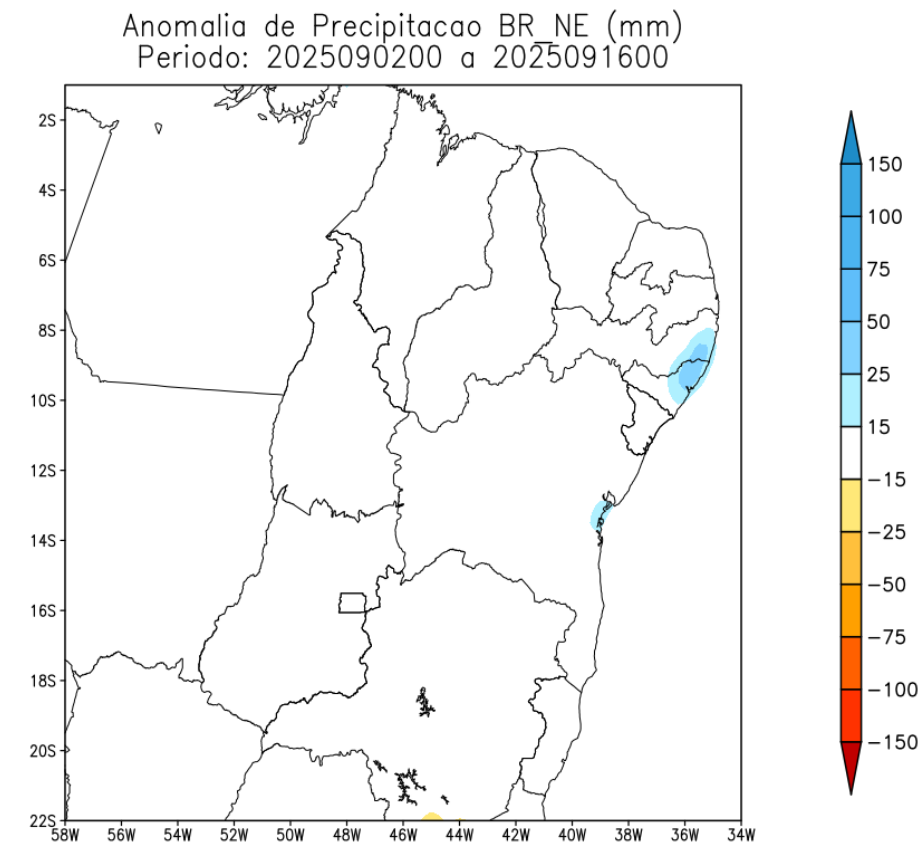 Anomalia de Precipitacao BR_NE (mm)
Periodo: 2025090200 a 2025091600
2S
4S
6S
8S
10S
12S
14S
16S
18S
20S
22S
58W 56W 54W 52W 50W 48W 46W 44W 42W 40W 38W 36W 34W
150
100
75
50
25
15
-15
-25
-50
-75
-100
-150